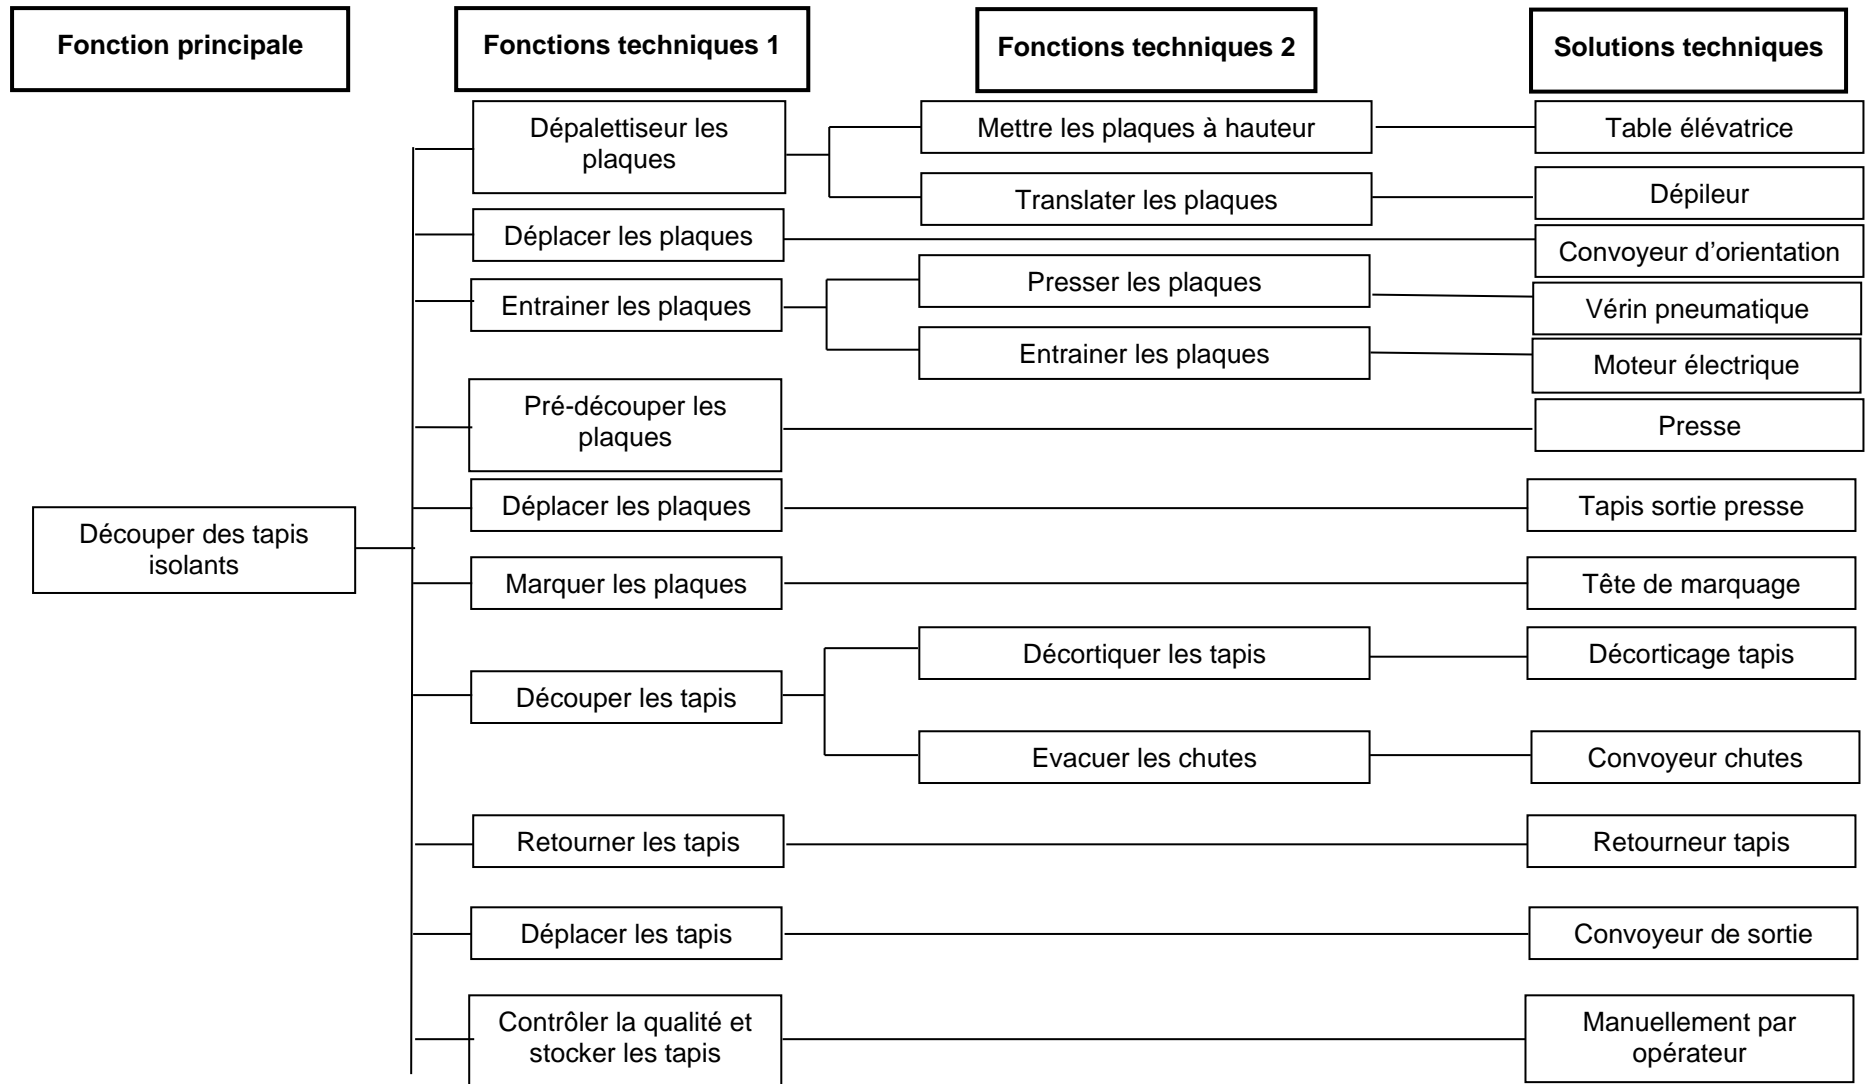 Fonction principale
Fonctions techniques 1
Fonctions techniques 2
Solutions techniques
Dépalettiseur les
plaques
Mettre les plaques à hauteur
Table élévatrice
Translater les plaques
Dépileur
Déplacer les plaques
Convoyeur d’orientation
Entrainer les plaques
Presser les plaques
Vérin pneumatique
Entrainer les plaques
Moteur électrique
Pré-découper les
plaques
Presse
Découper des tapis
isolants
Déplacer les plaques
Tapis sortie presse
Marquer les plaques
Tête de marquage
Découper les tapis
Décortiquer les tapis
Décorticage tapis
Evacuer les chutes
Convoyeur chutes
Retourner les tapis
Retourneur tapis
Déplacer les tapis
Convoyeur de sortie
Contrôler la qualité et
stocker les tapis
Manuellement par
opérateur